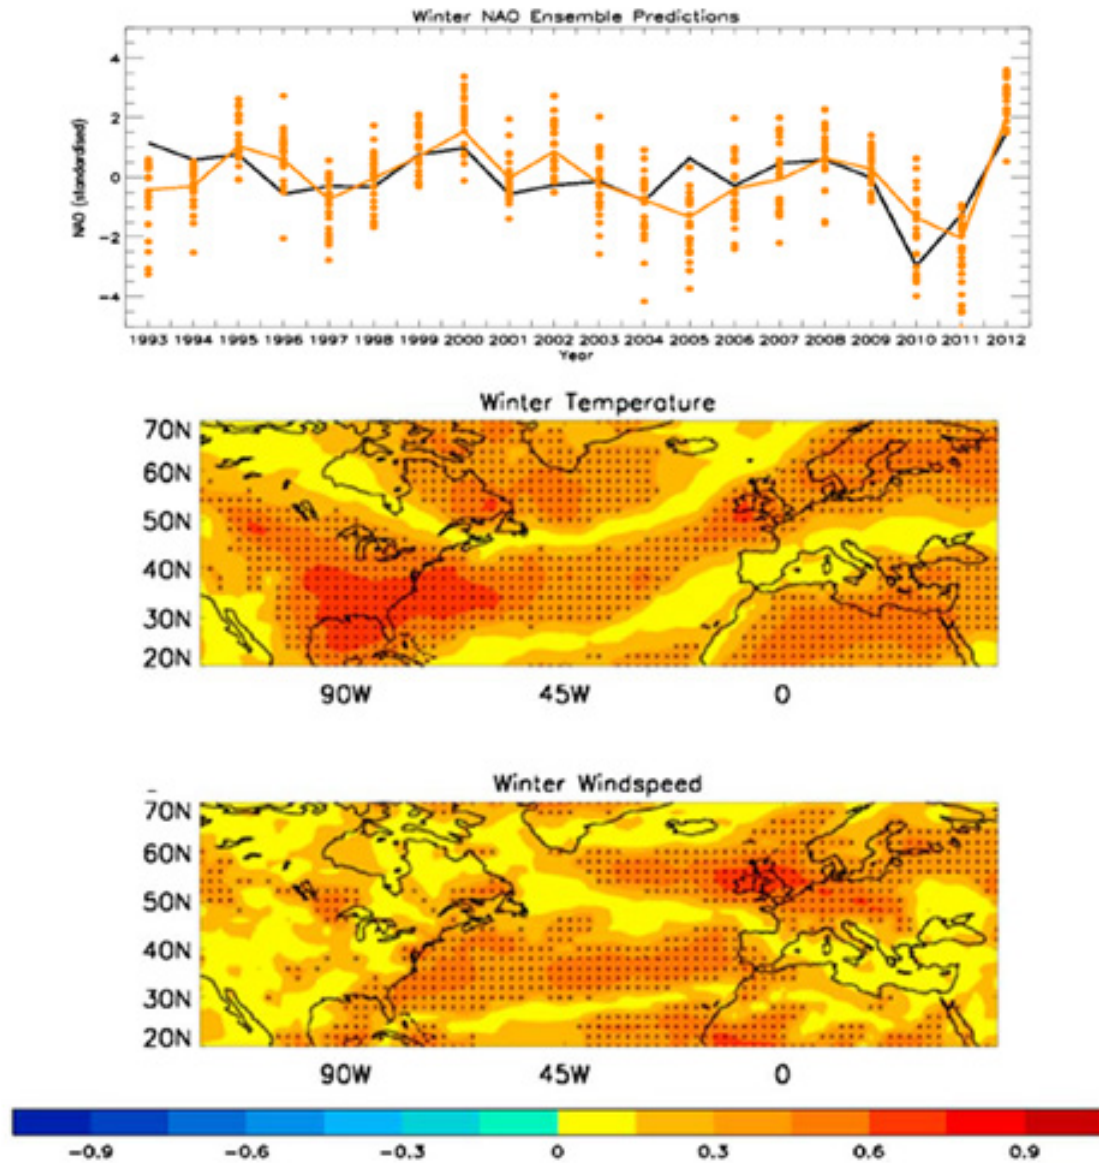 Winter NAO Ensemble Predictions
4
2
0
-2
-4
NAO (standardised)
1993 1994 1995 1996 1997 1998 1999 2000 2001 2002 2003 2004 2005 2006 2007 2008 2009 2010 2011 2012
Year
Winter Temperature
70N
60N
50N
40N
30N
20N
90W 45W 0
Winter Windspeed
70N
60N
50N
40N
30N
20N
90W 45W 0
-0.9 -0.6 -0.3 0 0.3 0.6 0.9